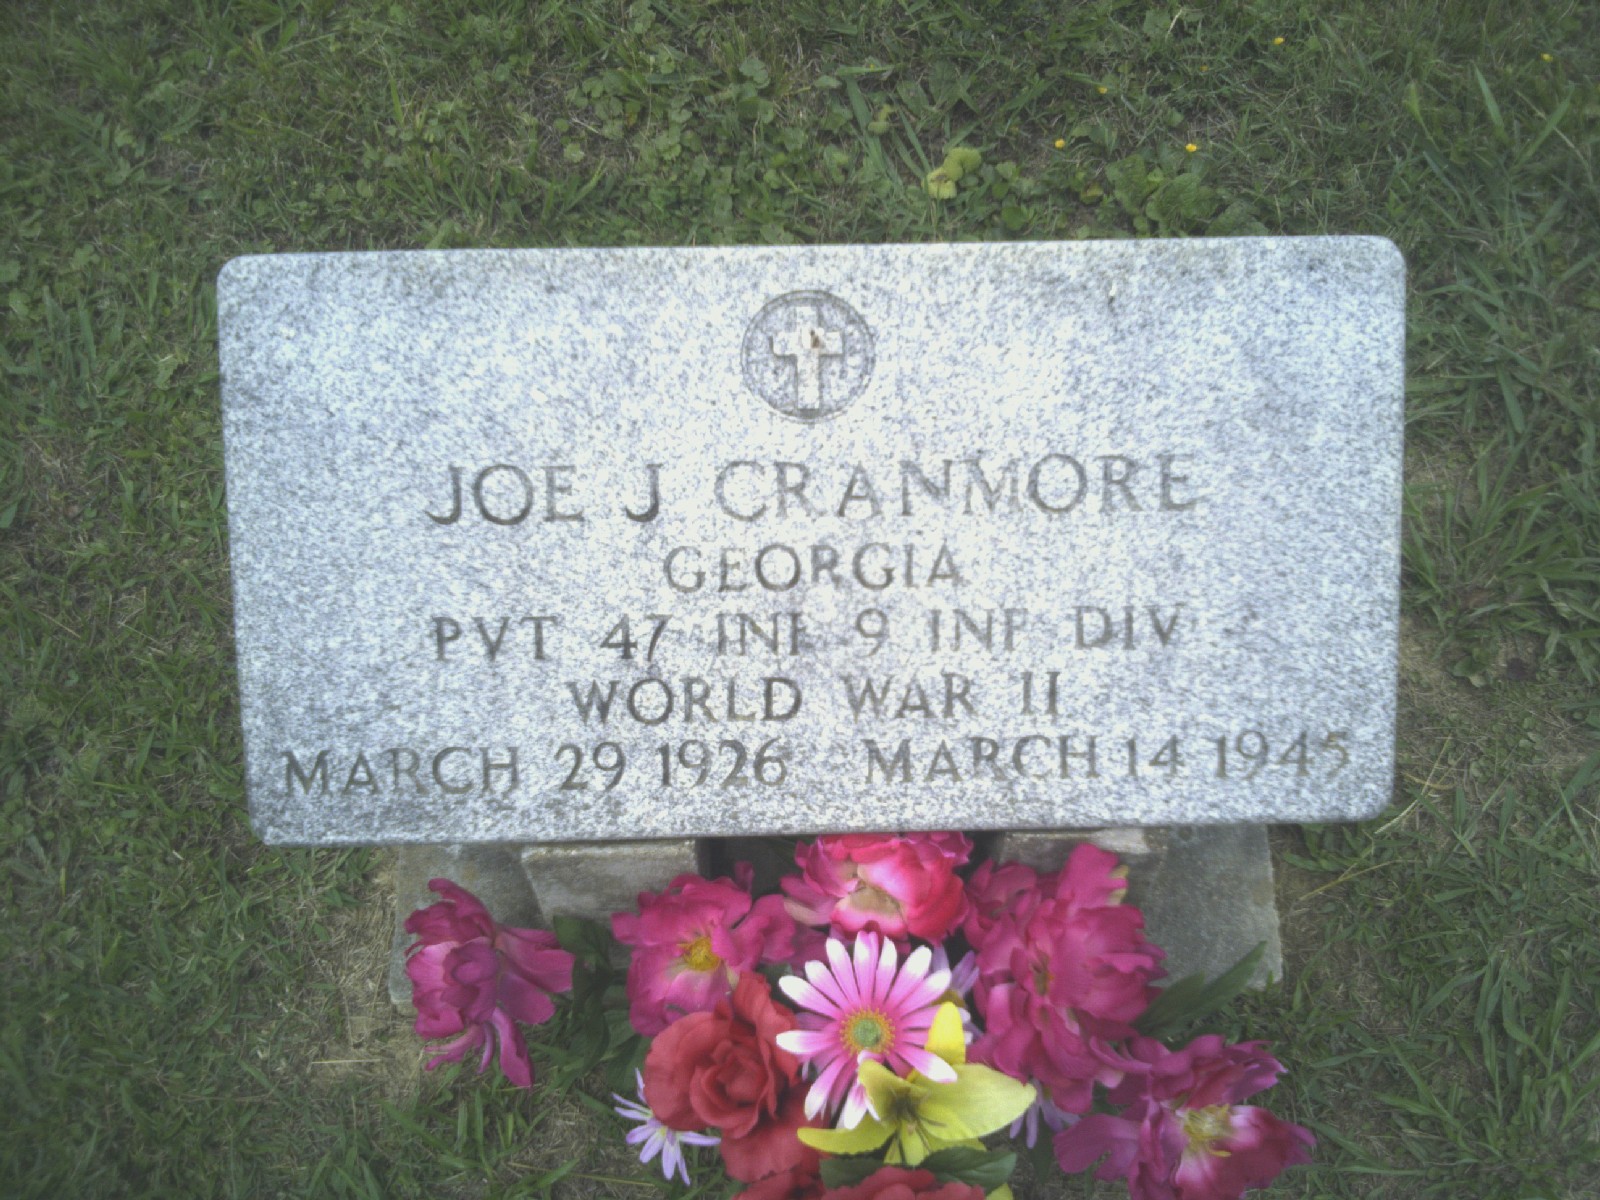 JOE J CRANMORE
GEORGIA
PVT 47 INF 9 INF DIV
WORLD WAR II
MARCH 29 1926 MARCH 14 1945